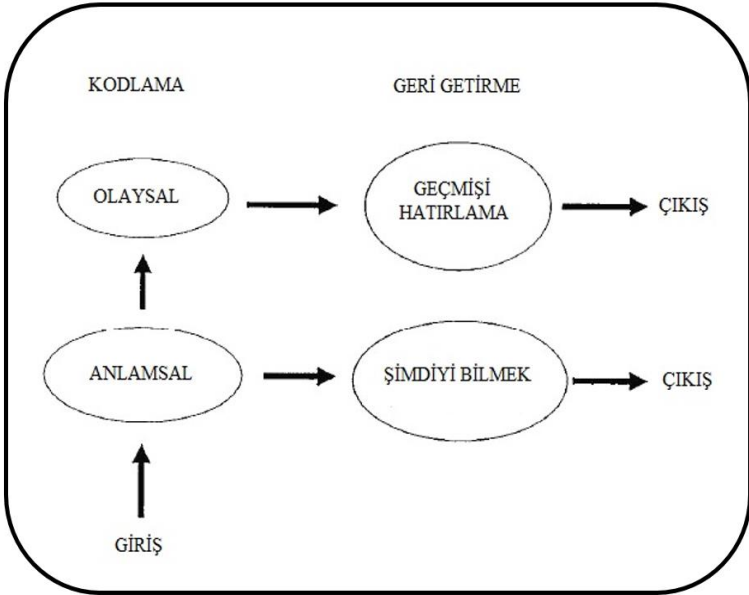 KODLAMA
GERİ GETİRME
OLAYSAL
GEÇMİŞİ
HATIRLAMA
ÇIKIŞ
ANLAMSAL
ŞİMDİYİ BİLMEK
ÇIKIŞ
GİRİŞ